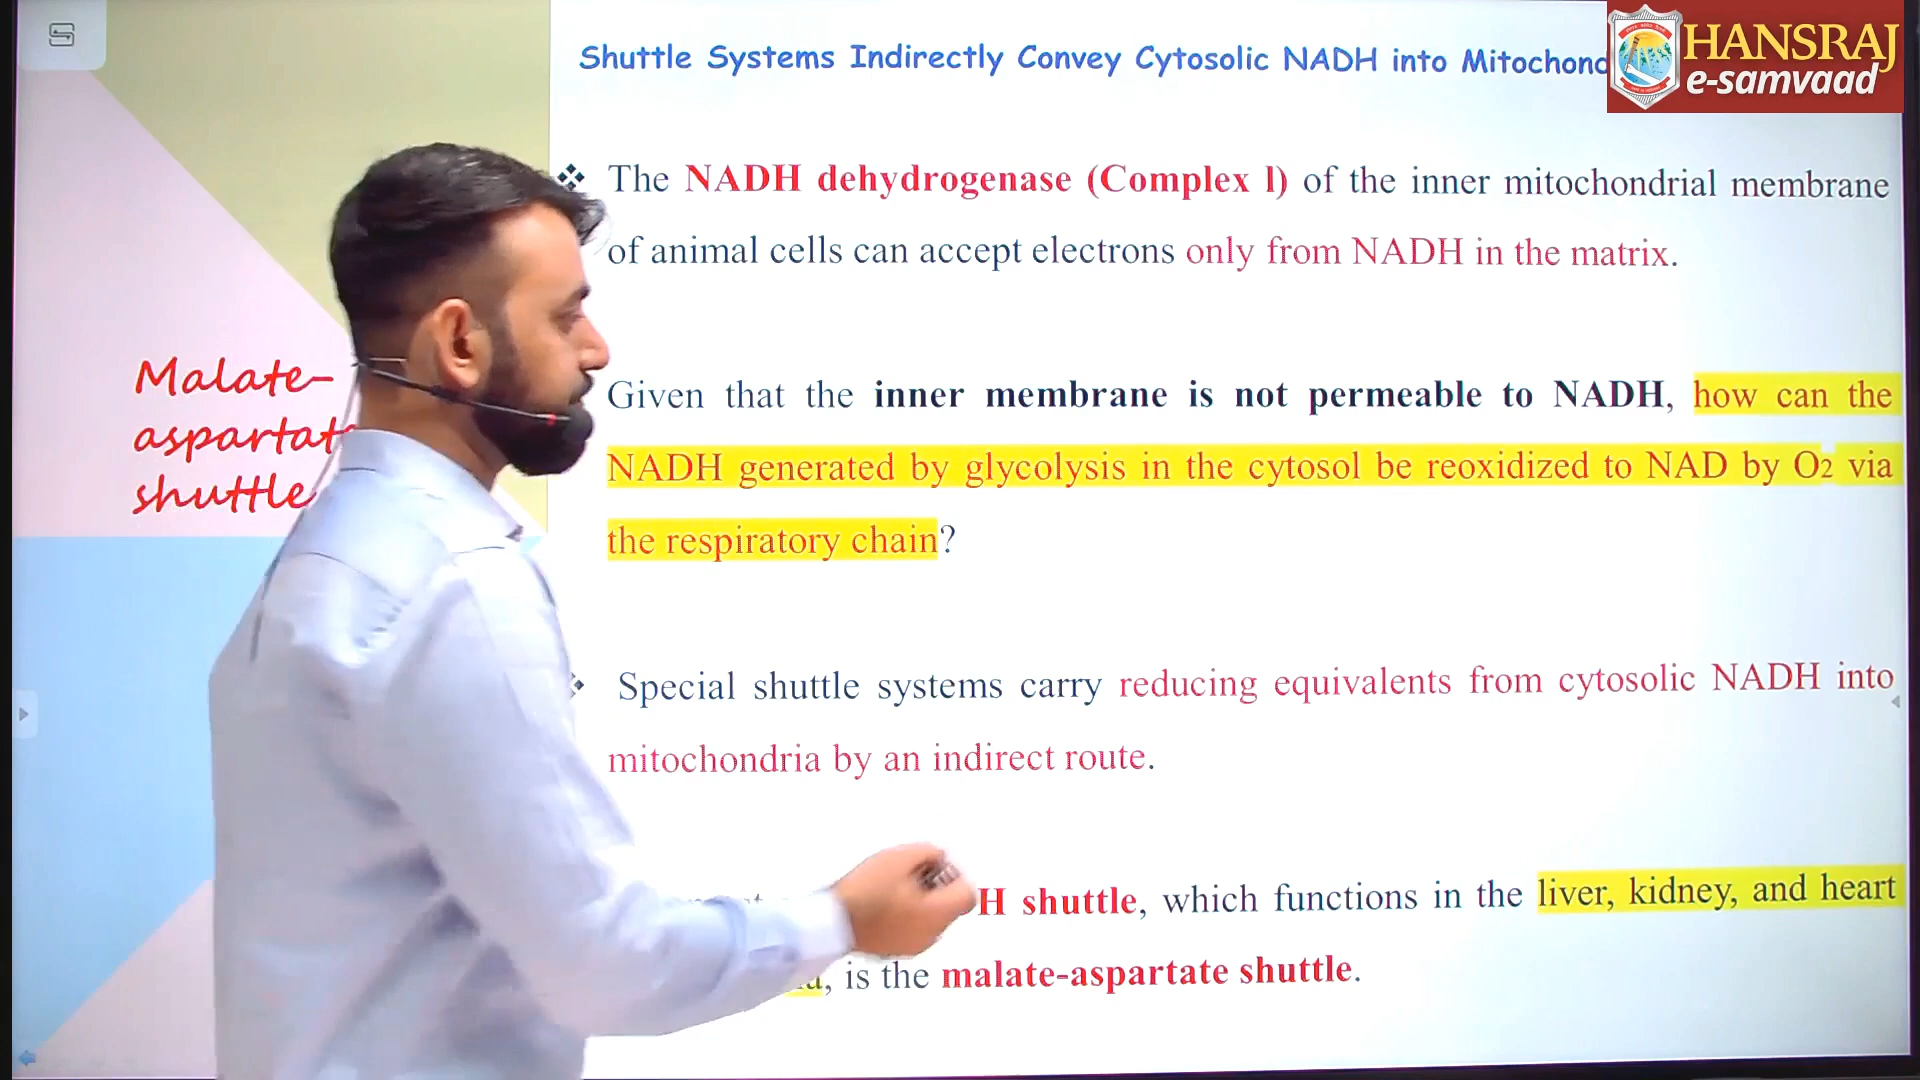 Shuttle Systems Indirectly Convey Cytosolic NADH into Mitochond
HANSRAJ
e-samvaad
The NADH dehydrogenase (Complex I) of the inner mitochondrial membrane
of animal cells can accept electrons only from NADH in the matrix.
Malate-
aspartat
shuttle
Given that the inner membrane is not permeable to NADH, how can the
NADH generated by glycolysis in the cytosol be reoxidized to NAD by O2 via
the respiratory chain?
Special shuttle systems carry reducing equivalents from cytosolic NADH into
mitochondria by an indirect route.
H shuttle, which functions in the liver, kidney, and heart
, is the malate-aspartate shuttle.